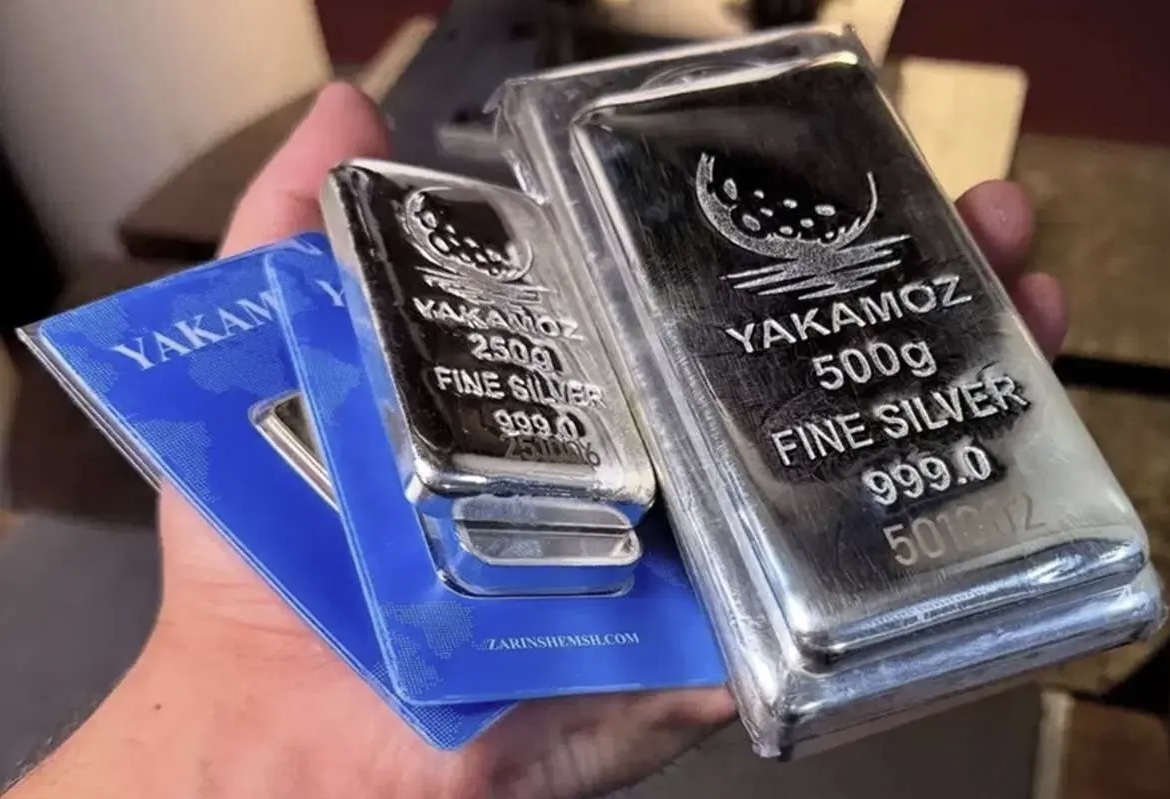 YAKAMOZ
500g
FINE SILVER
999.0
YAKAMOZ
250g
FINE SILVER
999.0
YAKAM
Y
ZARINSHEMSH.COM